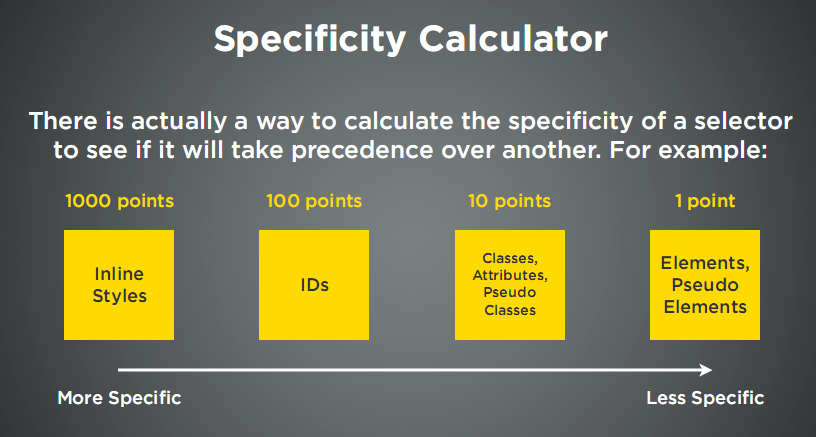 Specificity Calculator
There is actually a way to calculate the specificity of a selector
to see if it will take precedence over another. For example:
1000 points
100 points
10 points
1 point
Inline
Styles
IDs
Classes,
Attributes,
Pseudo
Classes
Elements,
Pseudo
Elements
More Specific
Less Specific